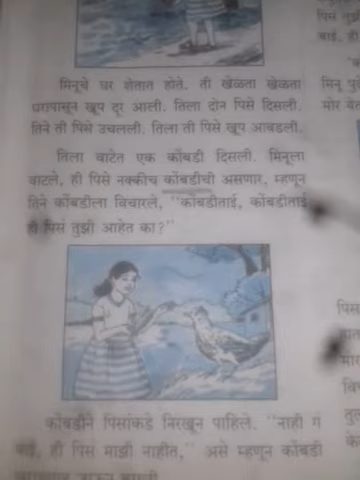 मिनूचे घर शेतात होते. ती खेळता खेळता
घरापासून खूप दूर आली. तिला दोन पिसे दिसली.
तिने ती पिसे उचलली. तिला ती पिसे खूप आवडली.
तिला वाटेत एक कोंबडी दिसली. मिनूला
वाटले, ही पिसे नक्कीच कोंबडीची असणार, म्हणून
तिने कोंबडीला विचारले, "कोंबडीताई, कोंबडीताई
ही पिसं तुझी आहेत का?"
कोंबडीने पिसांकडे निरखून पाहिले. "नाही गं
बाई, ही पिसं माझी नाहीत," असे म्हणून कोंबडी
पिसं तुझी
बाई, ही
मिनू पुढे
मोर
पिसं